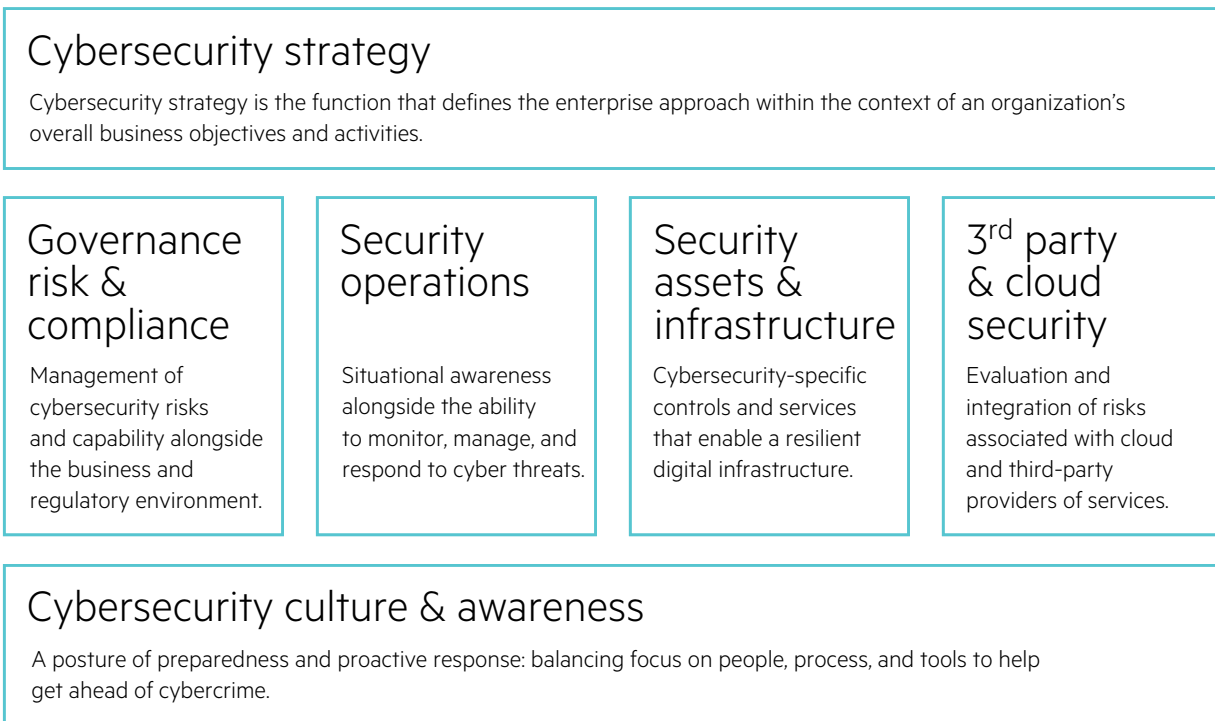 Cybersecurity strategy
Cybersecurity strategy is the function that defines the enterprise approach within the context of an organization’s
overall business objectives and activities.
Governance
risk &
compliance
Management of
cybersecurity risks
and capability alongside
the business and
regulatory environment.
Security
operations
Situational awareness
alongside the ability
to monitor, manage, and
respond to cyber threats.
Security
assets &
infrastructure
Cybersecurity-specific
controls and services
that enable a resilient
digital infrastructure.
3rd party
& cloud
security
Evaluation and
integration of risks
associated with cloud
and third-party
providers of services.
Cybersecurity culture & awareness
A posture of preparedness and proactive response: balancing focus on people, process, and tools to help
get ahead of cybercrime.